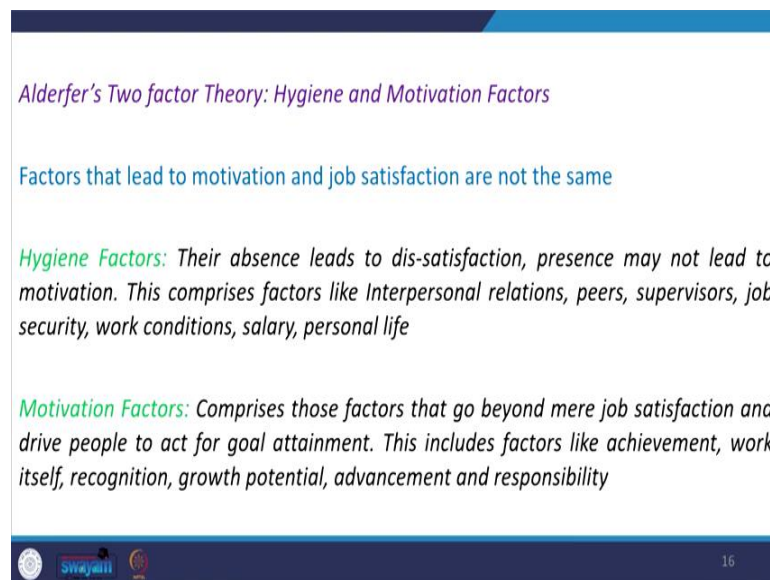 Alderfer's Two factor Theory: Hygiene and Motivation Factors
Factors that lead to motivation and job satisfaction are not the same
Hygiene Factors: Their absence leads to dis-satisfaction, presence may not lead to
motivation. This comprises factors like Interpersonal relations, peers, supervisors, job
security, work conditions, salary, personal life
Motivation Factors: Comprises those factors that go beyond mere job satisfaction and
drive people to act for goal attainment. This includes factors like achievement, work
itself, recognition, growth potential, advancement and responsibility
swayam
16